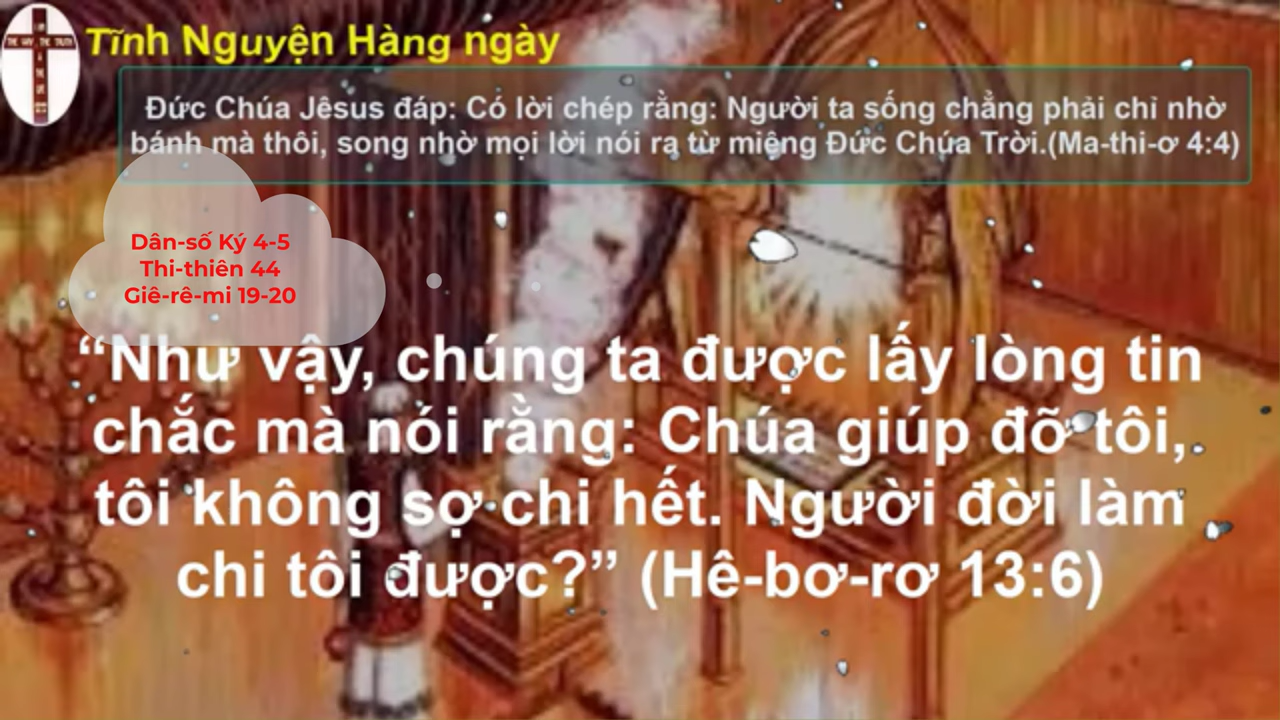 Tĩnh Nguyện Hàng ngày
Đức Chúa Jêsus đáp: Có lời chép rằng: Người ta sống chẳng phải chỉ nhờ
bánh mà thôi, song nhờ mọi lời nói ra từ miệng Đức Chúa Trời.(Ma-thi-ơ 4:4)
Dân-số Ký 4-5
Thi-thiên 44
Giê-rê-mi 19-20
“Như vậy, chúng ta được lấy lòng tin
chắc mà nói rằng: Chúa giúp đỡ tôi,
tôi không sợ chi hết. Người đời làm
chi tôi được?” (Hê-bơ-rơ 13:6)